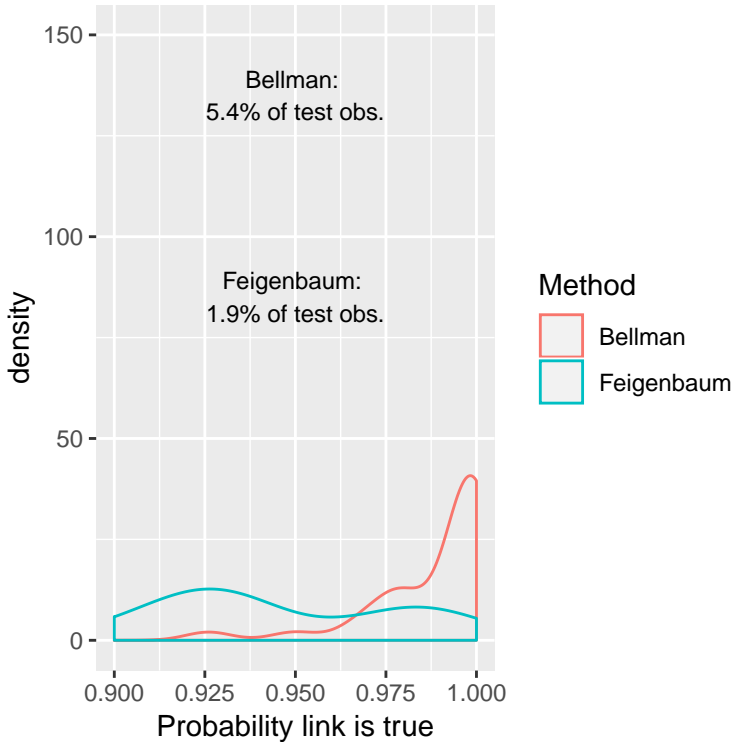 150
100
50
0
density
Bellman:
5.4% of test obs.
Feigenbaum:
1.9% of test obs.
0.900 0.925 0.950 0.975 1.000
Probability link is true
Method
Bellman
Feigenbaum